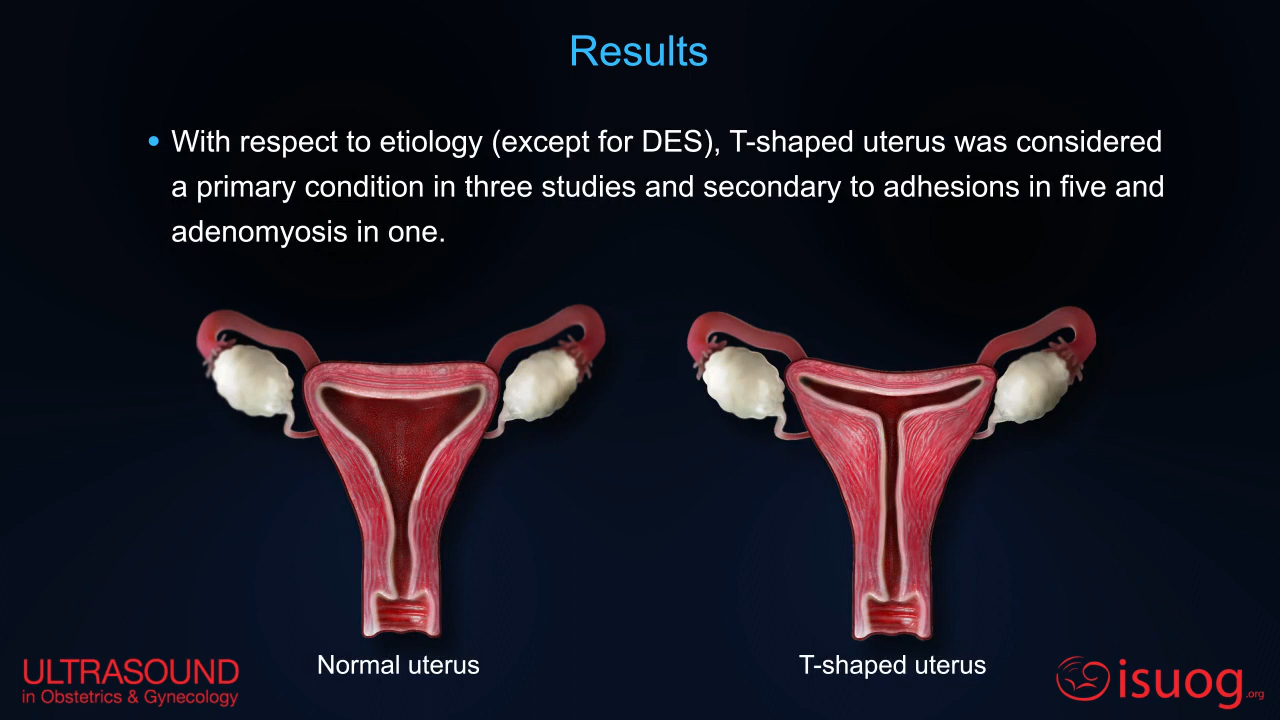 Results
• With respect to etiology (except for DES), T-shaped uterus was considered
a primary condition in three studies and secondary to adhesions in five and
adenomyosis in one.
Normal uterus
T-shaped uterus
ULTRASOUND
in Obstetrics & Gynecology
isuog.org